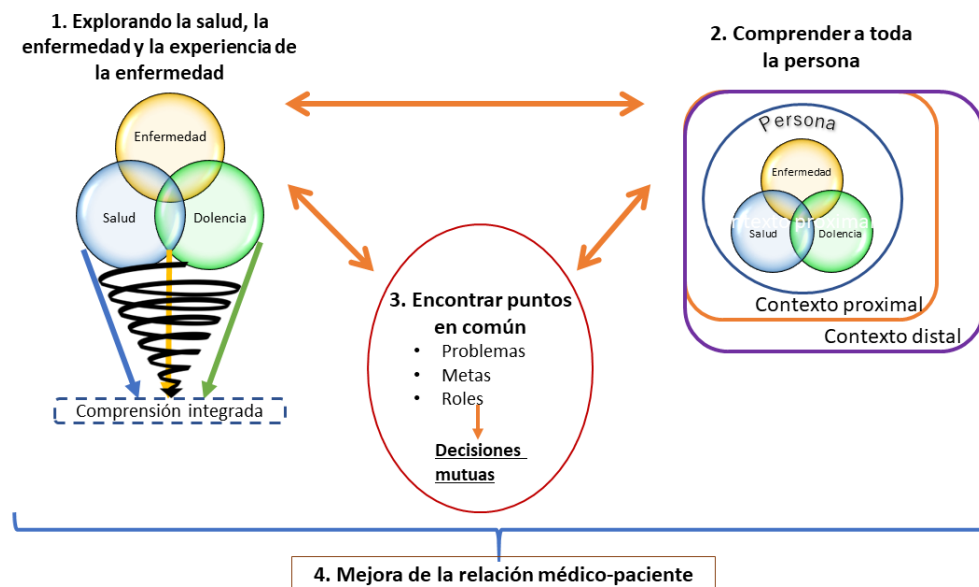 1. Explorando la salud, la
enfermedad y la experiencia de
la enfermedad
Enfermedad
Salud
Dolencia
Comprensión integrada
2. Comprender a toda
la persona
Persona
Enfermedad
ntexto proximal
Salud
Dolencia
Contexto proximal
Contexto distal
3. Encontrar puntos
en común
• Problemas
• Metas
• Roles
Decisiones
mutuas
4. Mejora de la relación médico-paciente